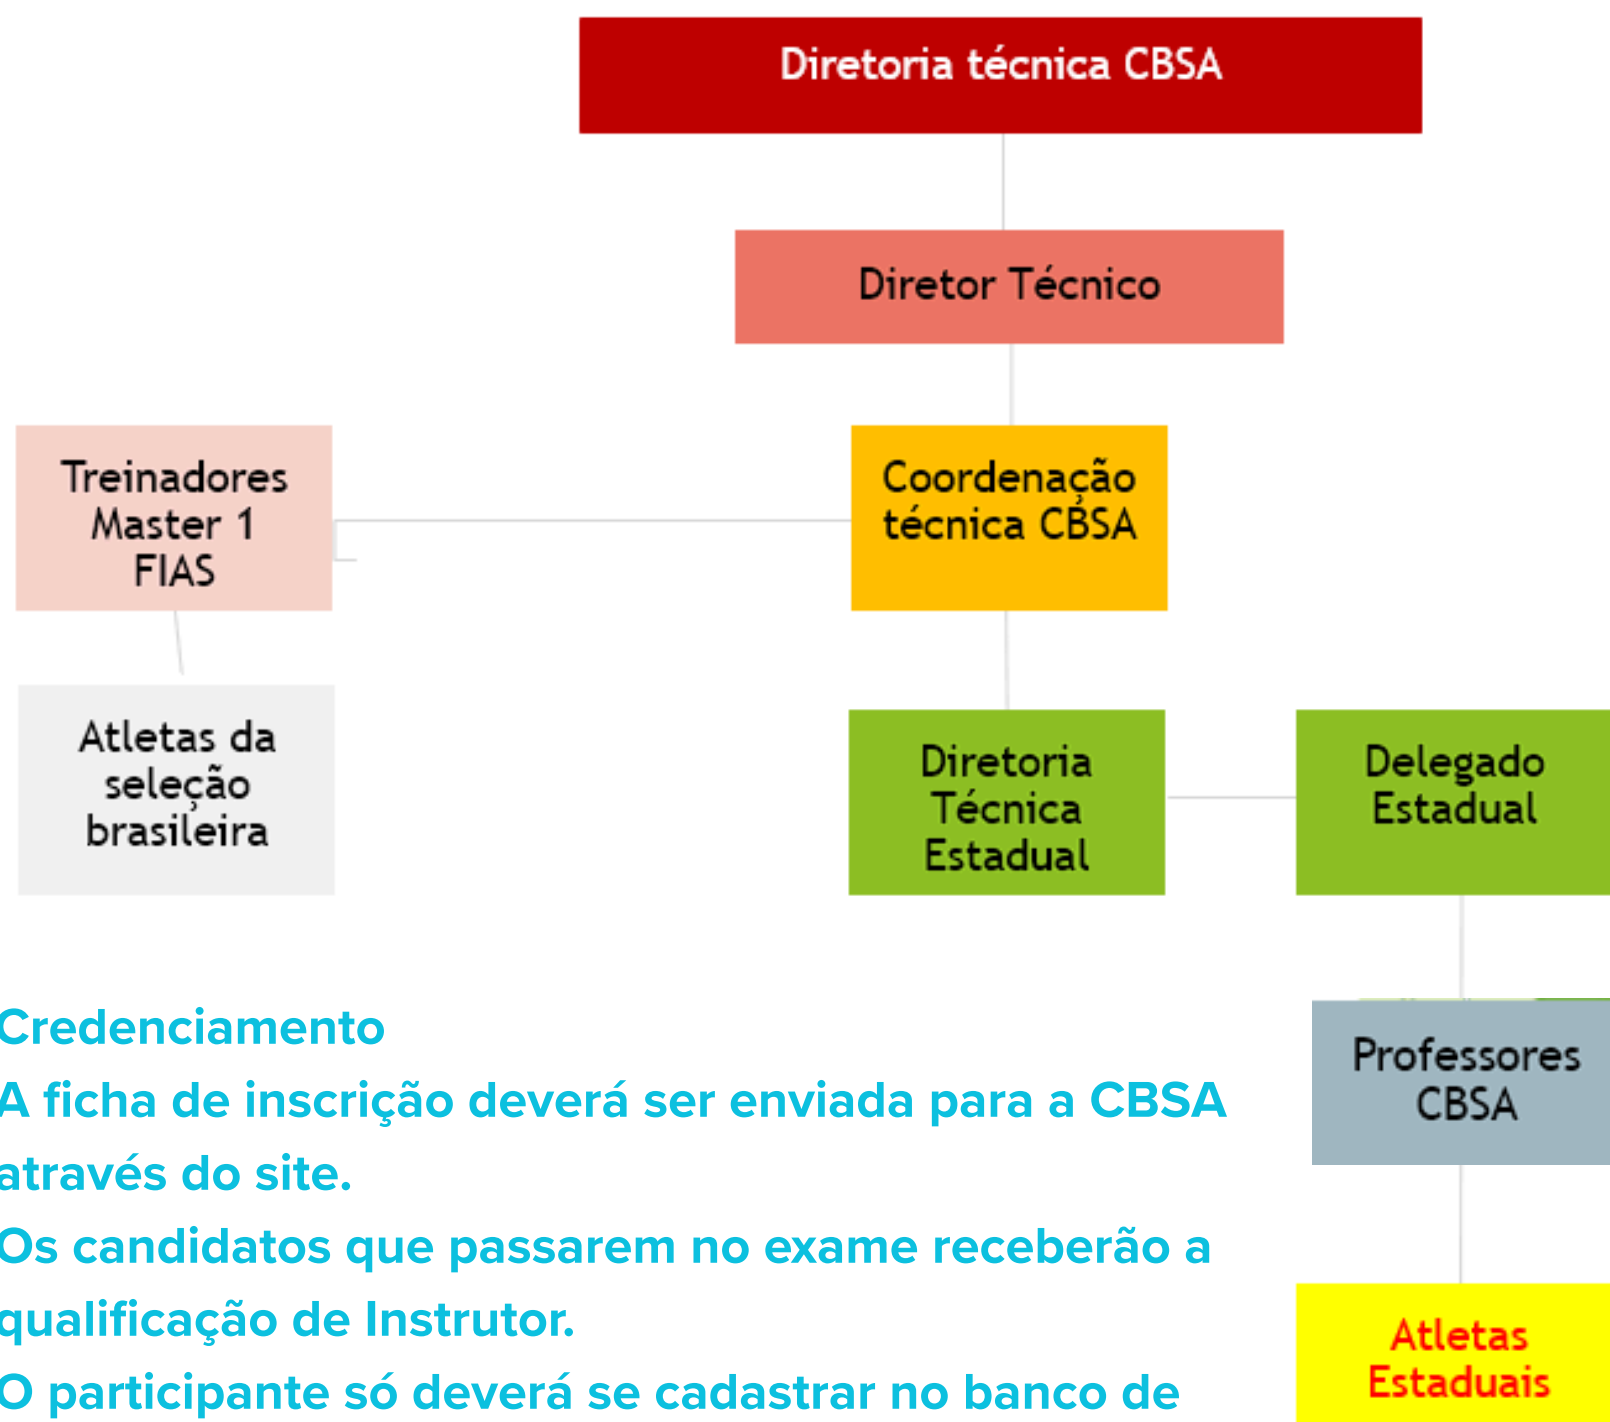 Diretoria técnica CBSA
Diretor Técnico
Treinadores
Master 1
FIAS
Coordenação
técnica CBSA
Atletas da
seleção
brasileira
Diretoria
Técnica
Estadual
Delegado
Estadual
Professores
CBSA
Atletas
Estaduais
Credenciamento
A ficha de inscrição deverá ser enviada para a CBSA
através do site.
Os candidatos que passarem no exame receberão a
qualificação de Instrutor.
O participante só deverá se cadastrar no banco de